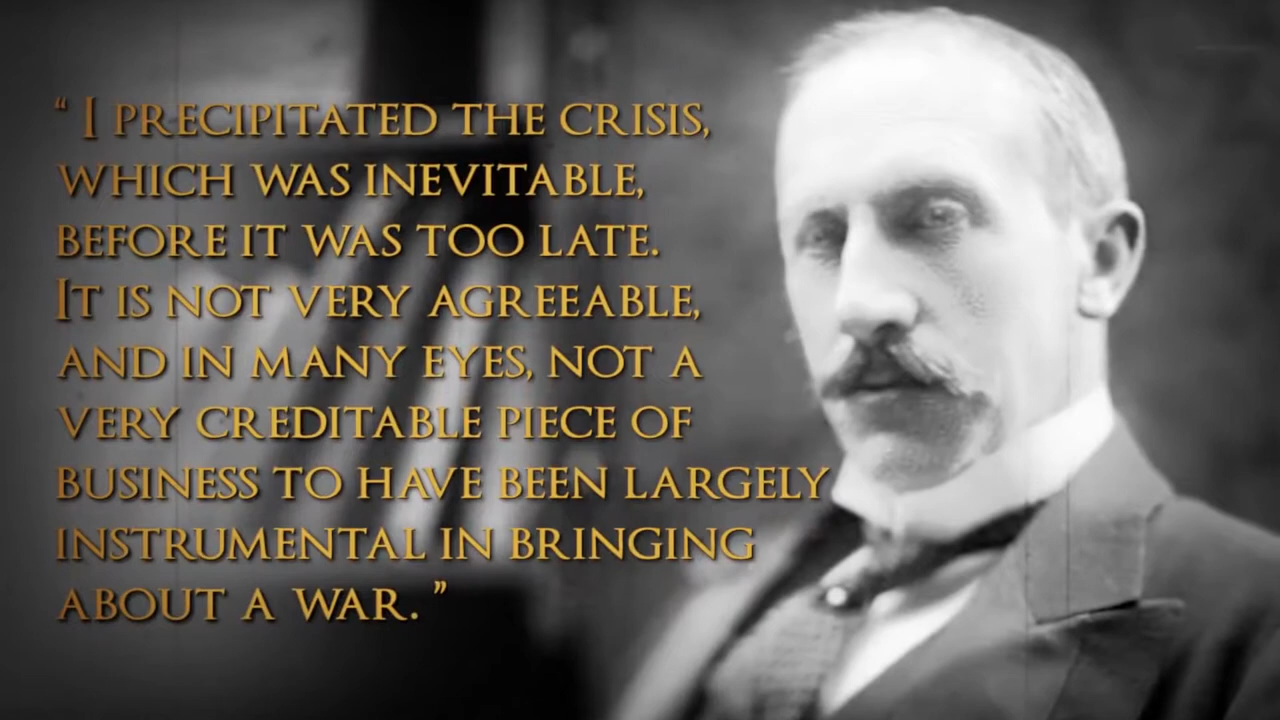 “ I PRECIPITATED THE CRISIS,
WHICH WAS INEVITABLE,
BEFORE IT WAS TOO LATE.
IT IS NOT VERY AGREEABLE,
AND IN MANY EYES, NOT A
VERY CREDITABLE PIECE OF
BUSINESS TO HAVE BEEN LARGELY
INSTRUMENTAL IN BRINGING
ABOUT A WAR. ”